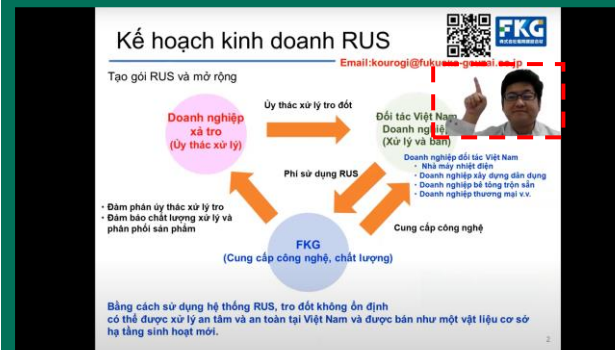 Kế hoạch kinh doanh RUS
FKG
Email:kourogi@fukuoka-gousai.co.jp
Tạo gói RUS và mở rộng
Doanh nghiệp
xả tro
(Ủy thác xử lý)
Ủy thác xử lý tro đốt
Đối tác Việt Nam
Doanh nghiệp
(Xử lý và bán)
Doanh nghiệp đối tác Việt Nam
• Nhà máy nhiệt điện
• Doanh nghiệp xây dựng dân dụng
• Doanh nghiệp bê tông trộn sẵn
• Doanh nghiệp thương mại v.v.
Phí sử dụng RUS
• Đàm phán ủy thác xử lý tro
• Đảm bảo chất lượng xử lý và
phân phối sản phẩm
Cung cấp công nghệ
FKG
(Cung cấp công nghệ, chất lượng)
Bằng cách sử dụng hệ thống RUS, tro đốt không ổn định
có thể được xử lý an tâm và an toàn tại Việt Nam và được bán như một vật liệu cơ sở
hạ tầng sinh hoạt mới.
2